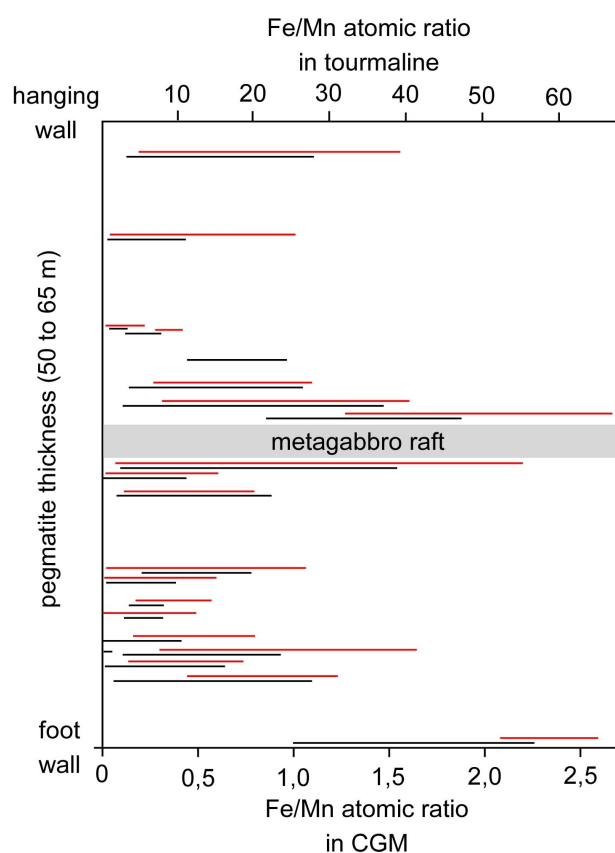 Fe/Mn atomic ratio
in tourmaline
hanging
wall
10 20 30 40 50 60
pegmatite thickness (50 to 65 m)
metagabbro raft
foot
wall
0 0,5 1,0 1,5 2,0 2,5
Fe/Mn atomic ratio
in CGM